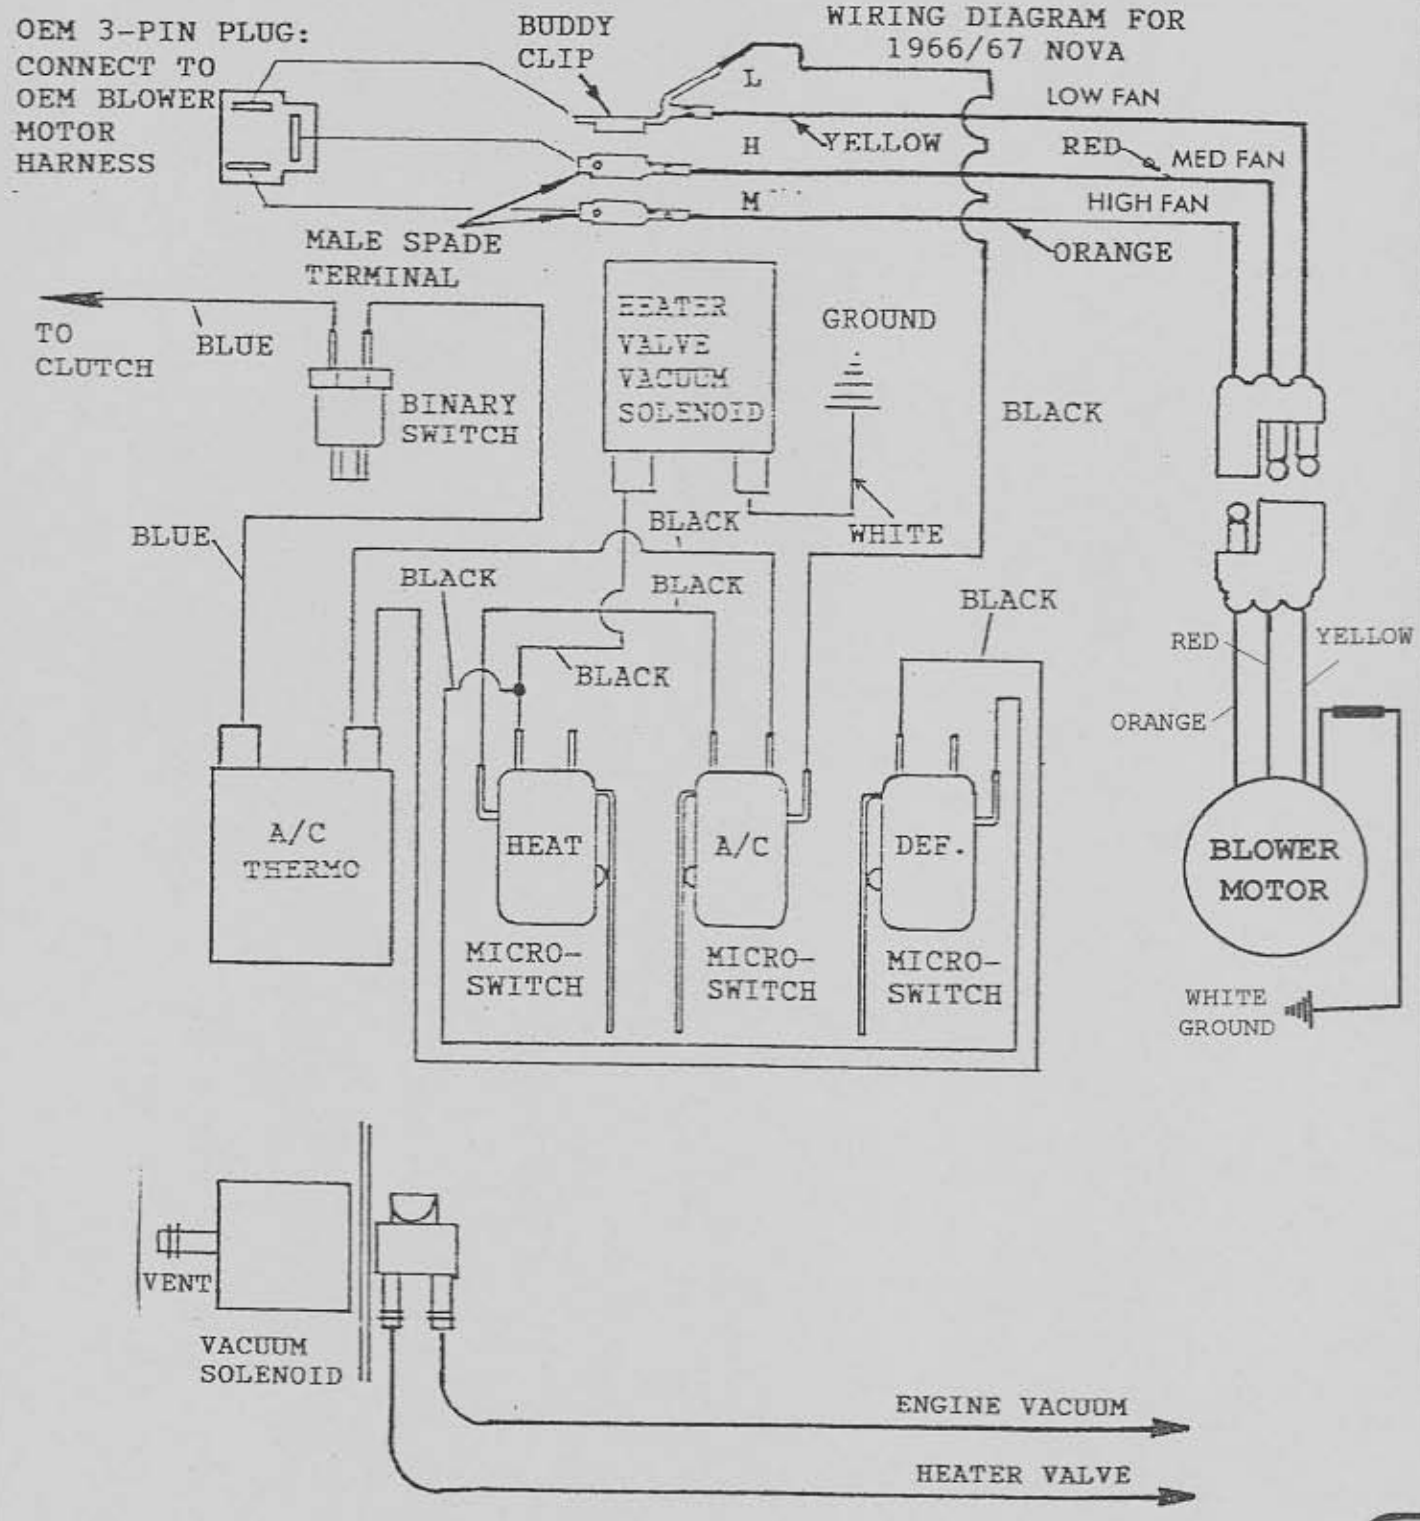 OEM 3-PIN PLUG:
CONNECT TO
OEM BLOWER
MOTOR
HARNESS
BUDDY
CLIP
WIRING DIAGRAM FOR
1966/67 NOVA
L
LOW FAN
YELLOW
H
RED
MED FAN
M
HIGH FAN
ORANGE
MALE SPADE
TERMINAL
TO
CLUTCH
BLUE
BINARY
SWITCH
HEATER
VALVE
VACUUM
SOLENOID
GROUND
BLACK
WHITE
BLUE
BLACK
BLACK
BLACK
BLACK
BLACK
RED
YELLOW
ORANGE
A/C
THERMO
HEAT
A/C
DEF.
BLOWER
MOTOR
MICRO-
SWITCH
MICRO-
SWITCH
MICRO-
SWITCH
WHITE
GROUND
VENT
VACUUM
SOLENOID
ENGINE VACUUM
HEATER VALVE